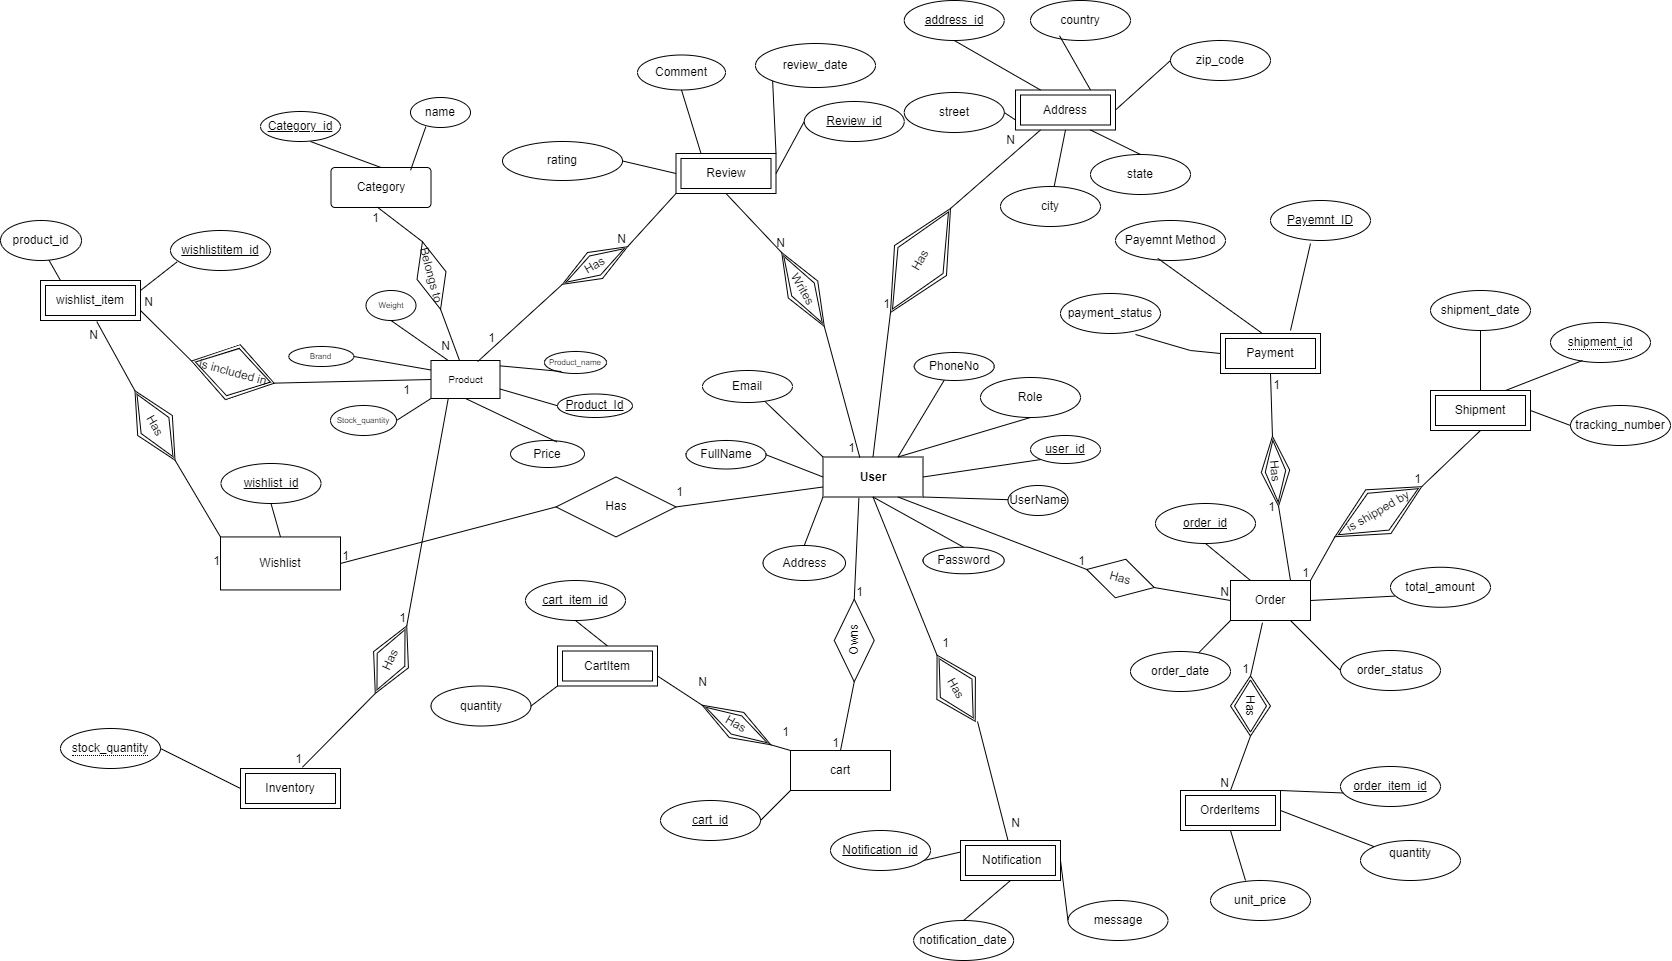 address_id
country
zip_code
Address
street
N
state
city
Has
1
Comment
review_date
Review_id
rating
Review
N
Has
1
N
Writes
1
Category_id
name
Category
1
Belongs to
N
product_id
wishlistitem_id
wishlist_item
N
N
is included in
1
Has
1
Weight
Brand
Product_name
Product
Product_Id
Stock_quantity
Price
wishlist_id
Wishlist
1
Has
1
Email
PhoneNo
Role
FullName
user_id
User
UserName
Address
Password
Payemnt Method
Payemnt_ID
payment_status
Payment
1
Has
1
shipment_date
shipment_id
Shipment
tracking_number
1
is shipped by
1
order_id
1
Has
N
Order
total_amount
order_date
order_status
1
Has
N
order_item_id
OrderItems
quantity
unit_price
cart_item_id
CartItem
quantity
N
Has
1
1
Owns
1
cart
cart_id
1
Has
N
Notification_id
Notification
message
notification_date
1
Has
1
stock_quantity
Inventory